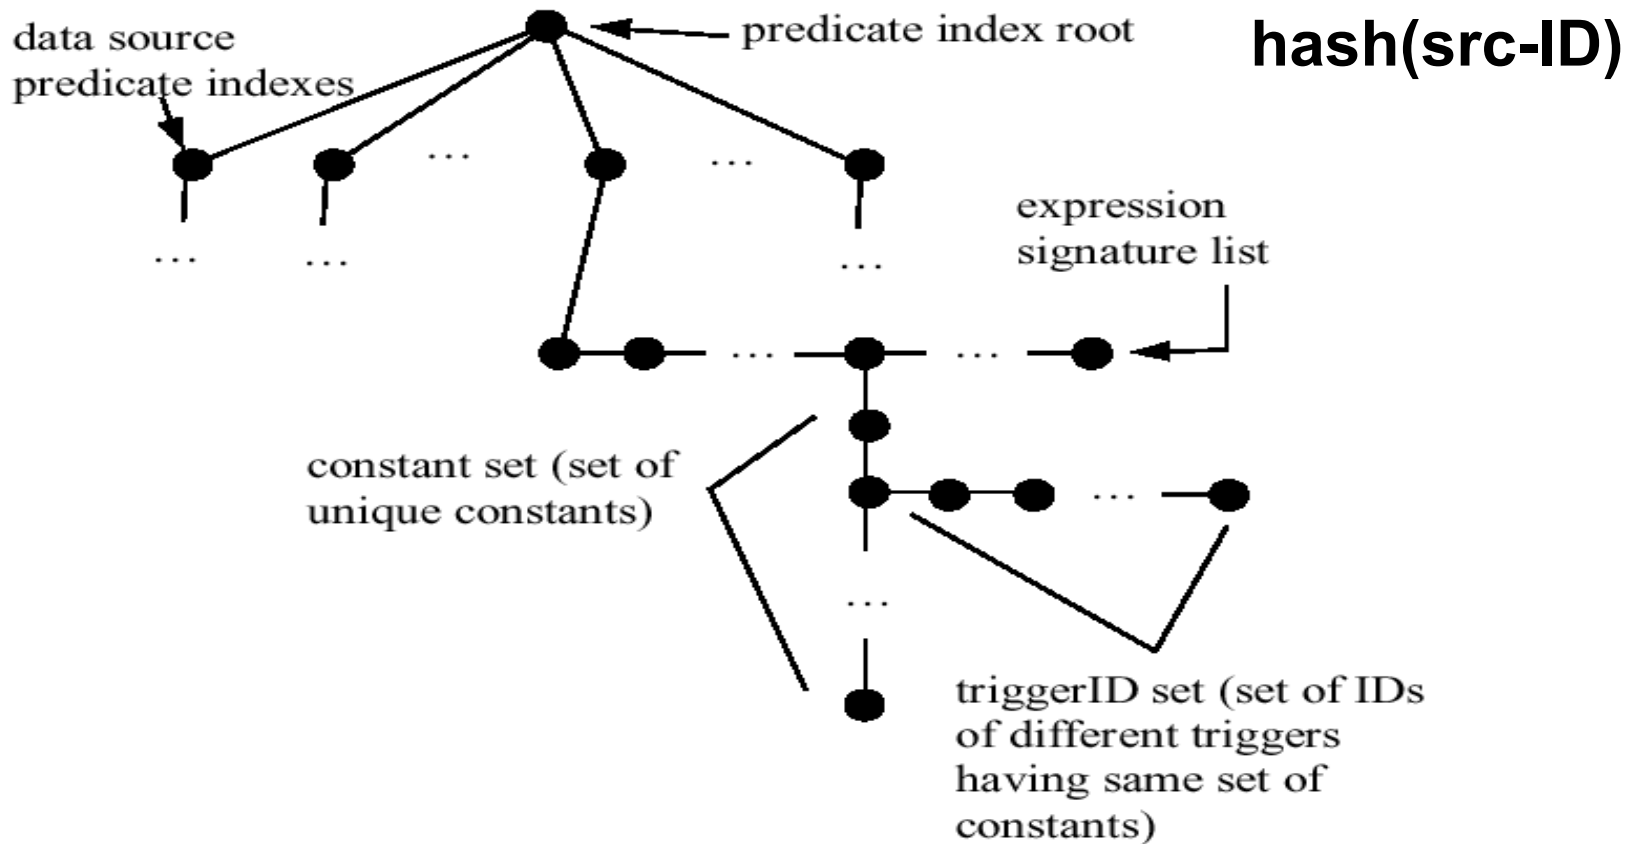 data source
predicate indexes
predicate index root
hash(src-ID)
...
...
...
...
...
expression
signature list
...
...
constant set (set of
unique constants)
...
...
triggerID set (set of IDs
of different triggers
having same set of
constants)